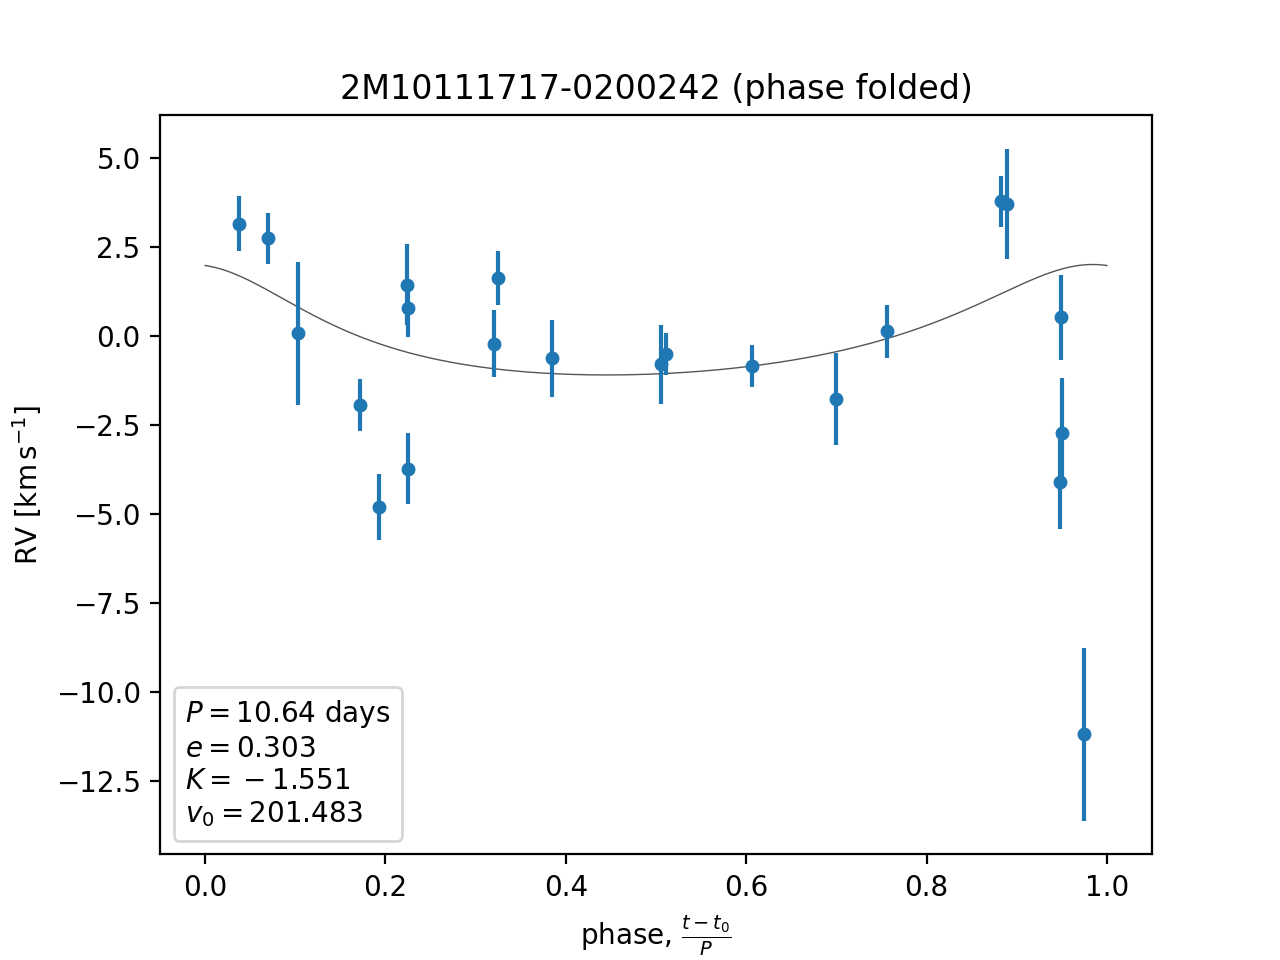 2M10111717-0200242 (phase folded)
5.0
2.5
0.0
−2.5
−5.0
−7.5
−10.0
−12.5
RV [km s⁻¹]
P = 10.64 days
e = 0.303
K = −1.551
v₀ = 201.483
0.0 0.2 0.4 0.6 0.8 1.0
phase, (t − t₀)/P